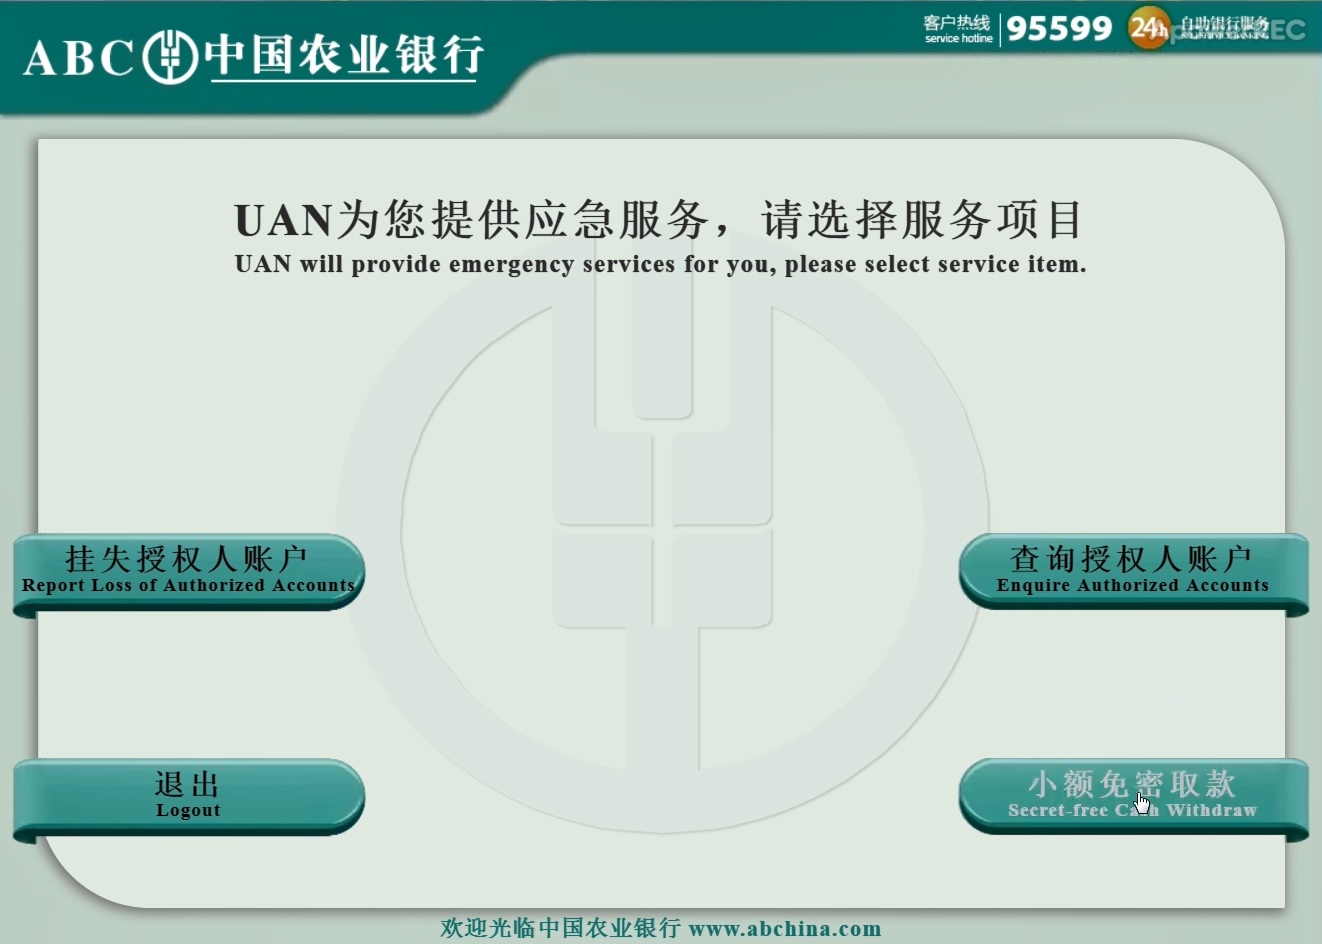 ABC 中国农业银行
客户热线
service hotline
95599
24h
自助银行服务
UAN为您提供应急服务，请选择服务项目
UAN will provide emergency services for you, please select service item.
挂失授权人账户
Report Loss of Authorized Accounts
查询授权人账户
Enquire Authorized Accounts
退出
Logout
小额免密取款
Secret-free Cash Withdraw
欢迎光临中国农业银行 www.abchina.com